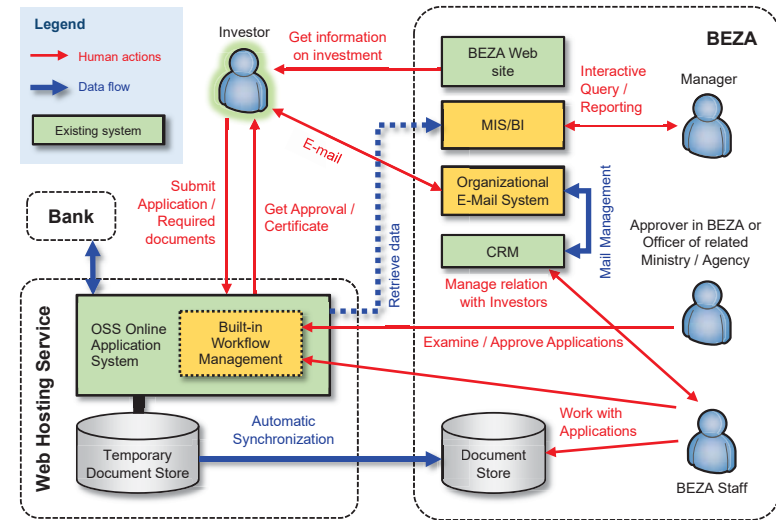 Legend
Human actions
Data flow
Existing system
Investor
Get information
on investment
BEZA
BEZA Web
site
Interactive
Query /
Reporting
Manager
MIS/BI
E-mail
Organizational
E-Mail System
Mail Management
CRM
Manage relation
with Investors
Approver in BEZA or
Officer of related
Ministry / Agency
Submit
Application /
Required
documents
Get Approval /
Certificate
Retrieve data
Bank
Web Hosting Service
OSS Online
Application
System
Built-in
Workflow
Management
Examine / Approve Applications
Automatic
Synchronization
Work with
Applications
Temporary
Document Store
Document
Store
BEZA Staff